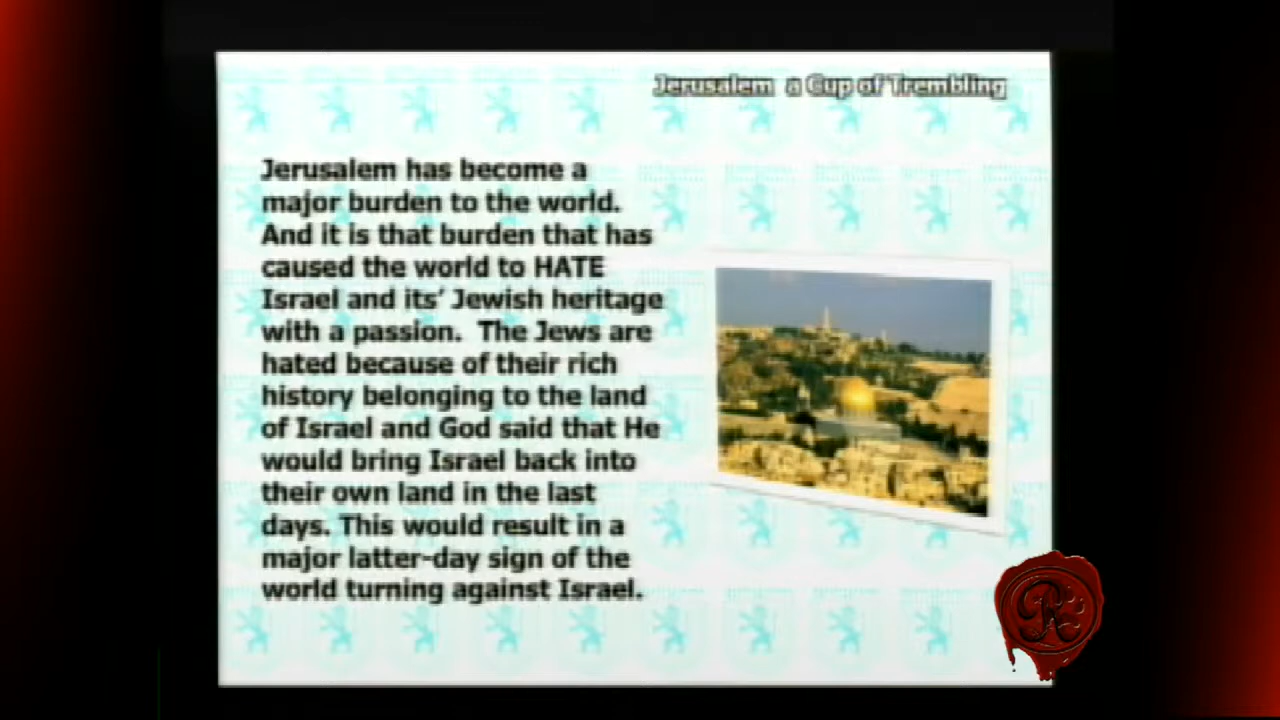 Jerusalem a Cup of Trembling
Jerusalem has become a
major burden to the world.
And it is that burden that has
caused the world to HATE
Israel and its' Jewish heritage
with a passion. The Jews are
hated because of their rich
history belonging to the land
of Israel and God said that He
would bring Israel back into
their own land in the last
days. This would result in a
major latter-day sign of the
world turning against Israel.
R